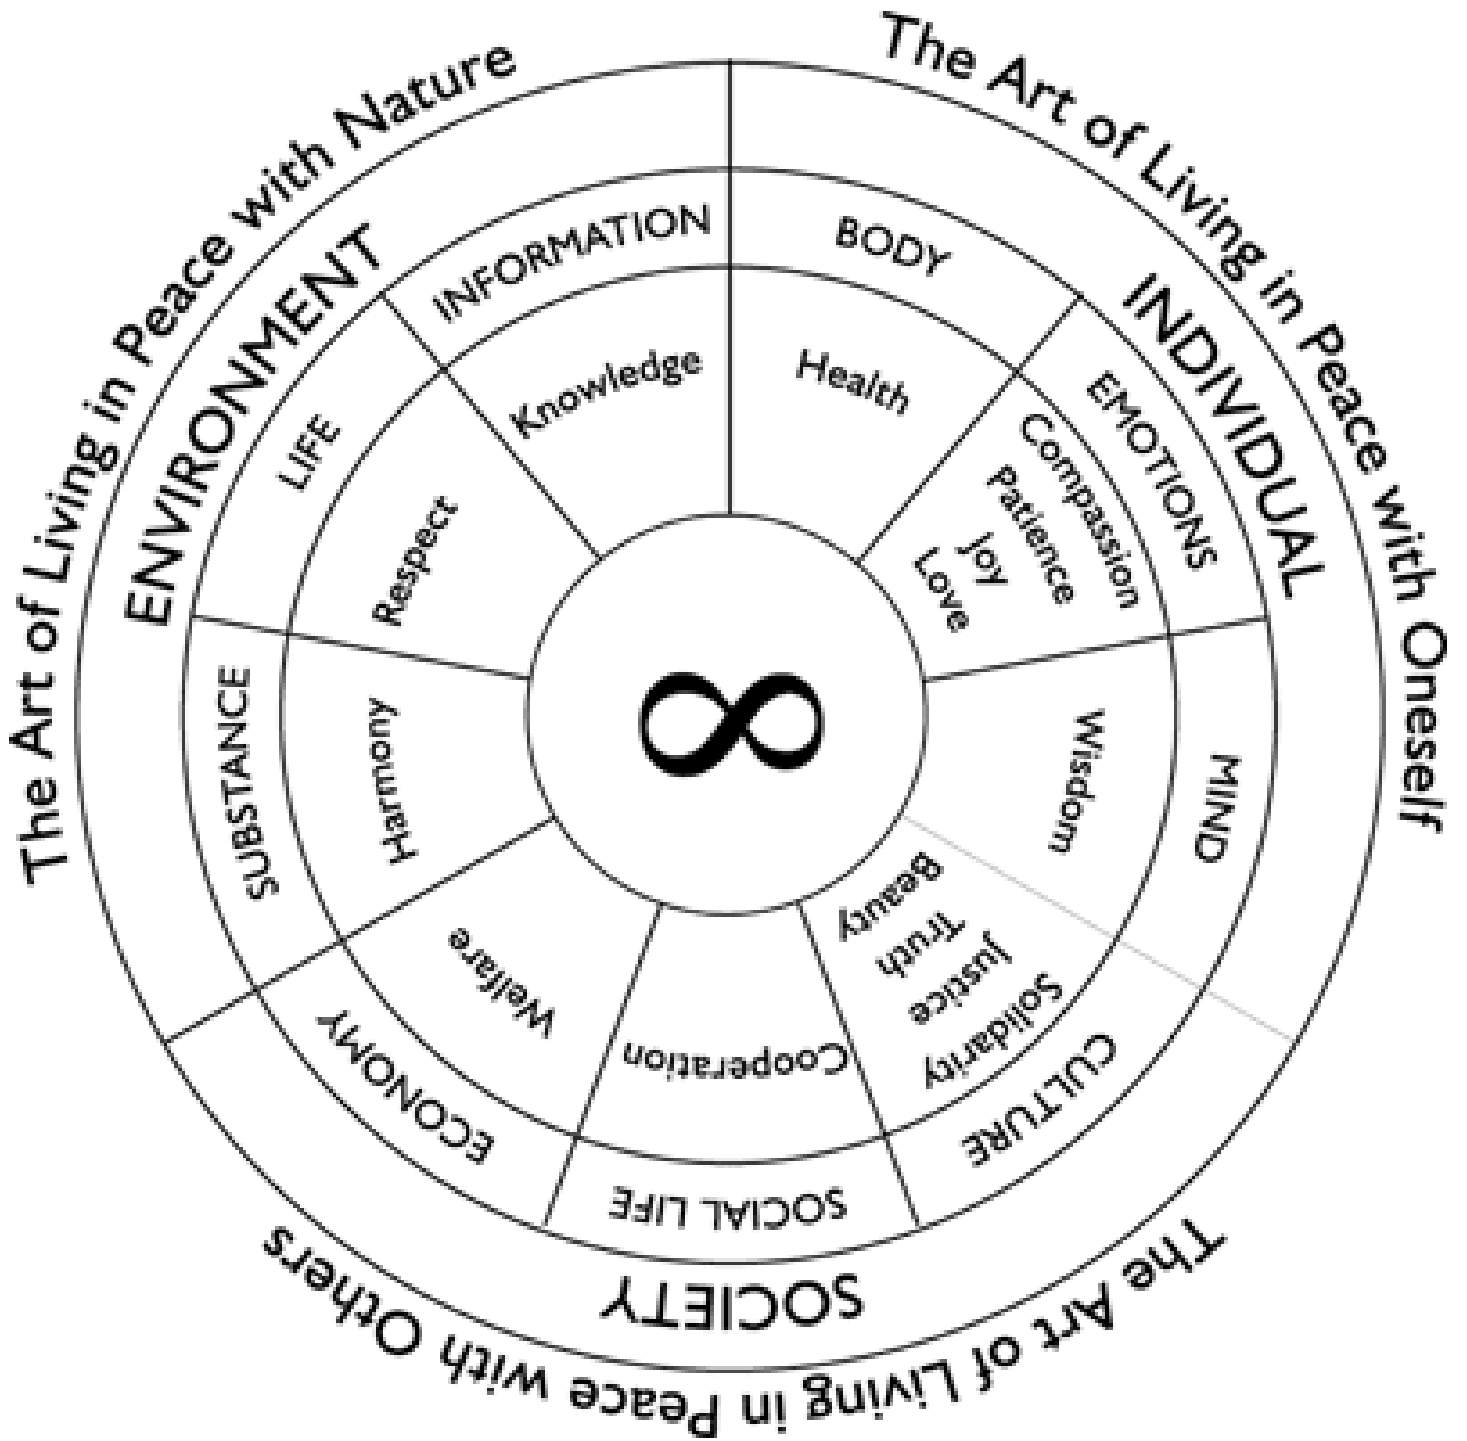 The Art of Living in Peace with Oneself
INDIVIDUAL
BODY
Health
EMOTIONS
Compassion
Patience
Joy
Love
MIND
Wisdom
The Art of Living in Peace with Others
SOCIETY
CULTURE
Solidarity
Justice
Truth
Beauty
SOCIAL LIFE
Cooperation
ECONOMY
Welfare
The Art of Living in Peace with Nature
ENVIRONMENT
SUBSTANCE
Harmony
LIFE
Respect
INFORMATION
Knowledge
∞